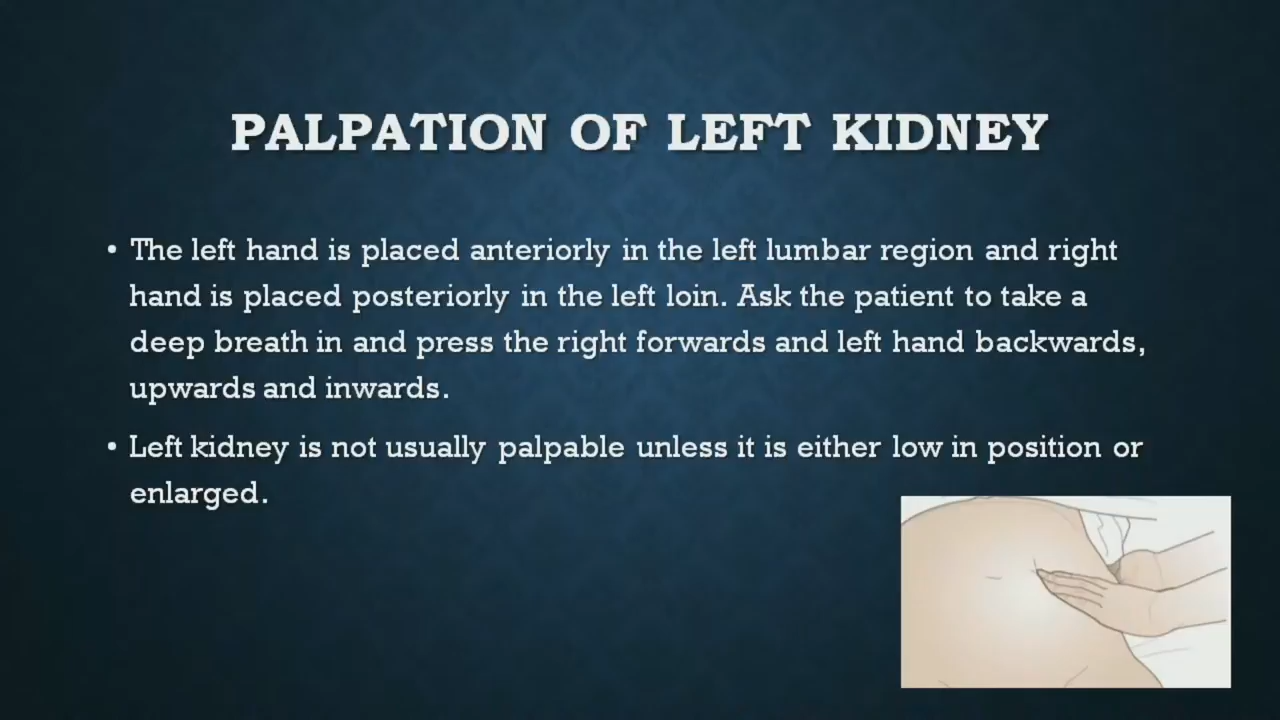 PALPATION OF LEFT KIDNEY
• The left hand is placed anteriorly in the left lumbar region and right
hand is placed posteriorly in the left loin. Ask the patient to take a
deep breath in and press the right forwards and left hand backwards,
upwards and inwards.
• Left kidney is not usually palpable unless it is either low in position or
enlarged.